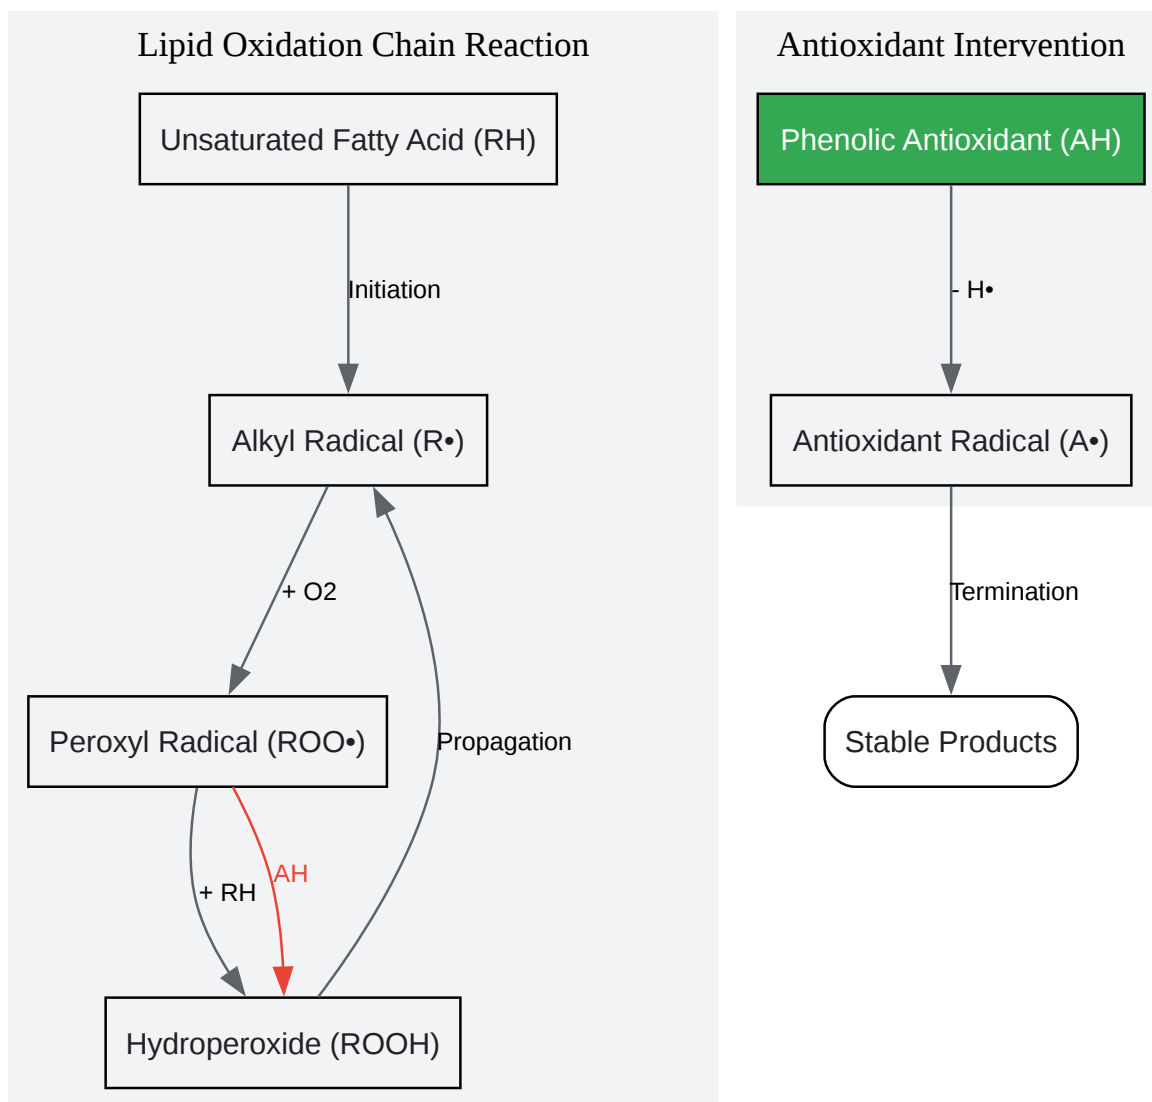 Lipid Oxidation Chain Reaction
Unsaturated Fatty Acid (RH)
Initiation
Alkyl Radical (R•)
+ O2
Peroxyl Radical (ROO•)
Propagation
AH
+ RH
Hydroperoxide (ROOH)
Antioxidant Intervention
Phenolic Antioxidant (AH)
- H•
Antioxidant Radical (A•)
Termination
Stable Products